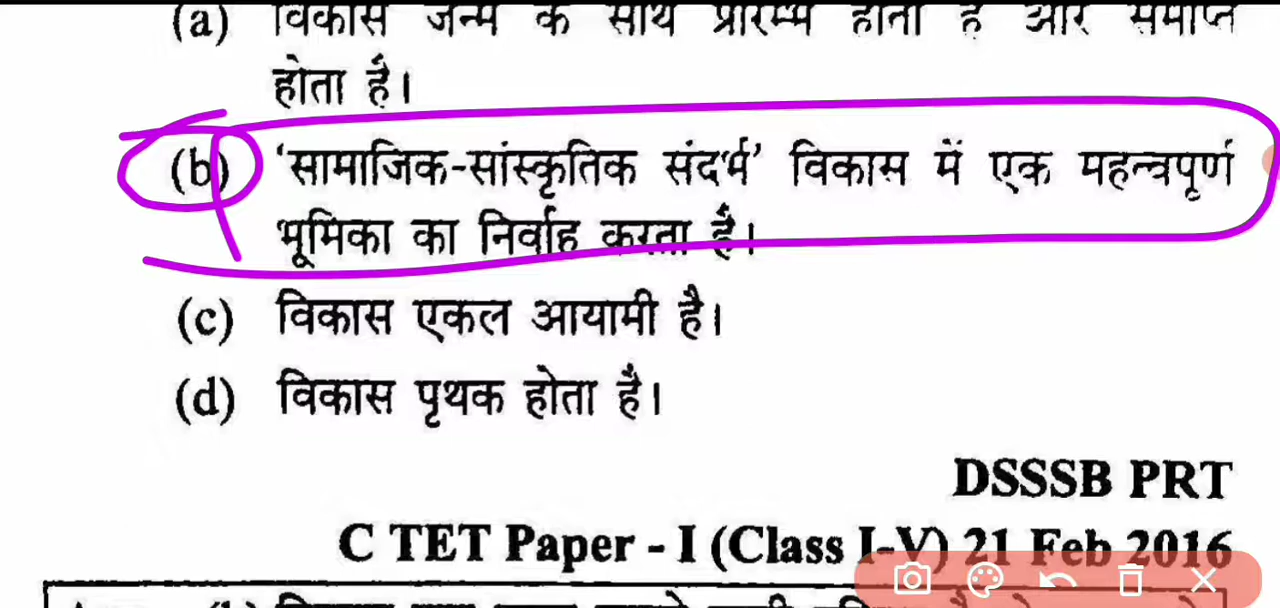 (a) विकास जन्म के साथ प्रारम्भ होता है और समाप्त
होता है।
(b) ‘सामाजिक-सांस्कृतिक संदर्भ’ विकास में एक महत्त्वपूर्ण
भूमिका का निर्वाह करता है।
(c) विकास एकल आयामी है।
(d) विकास पृथक होता है।
DSSSB PRT
C TET Paper - I (Class I-V) 21 Feb 2016